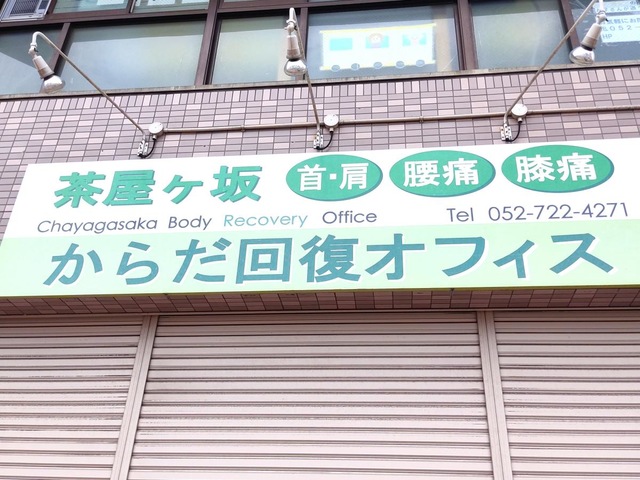 茶屋ヶ坂 首・肩 腰痛 膝痛
Chayagasaka Body Recovery Office Tel 052-722-4271
からだ回復オフィス